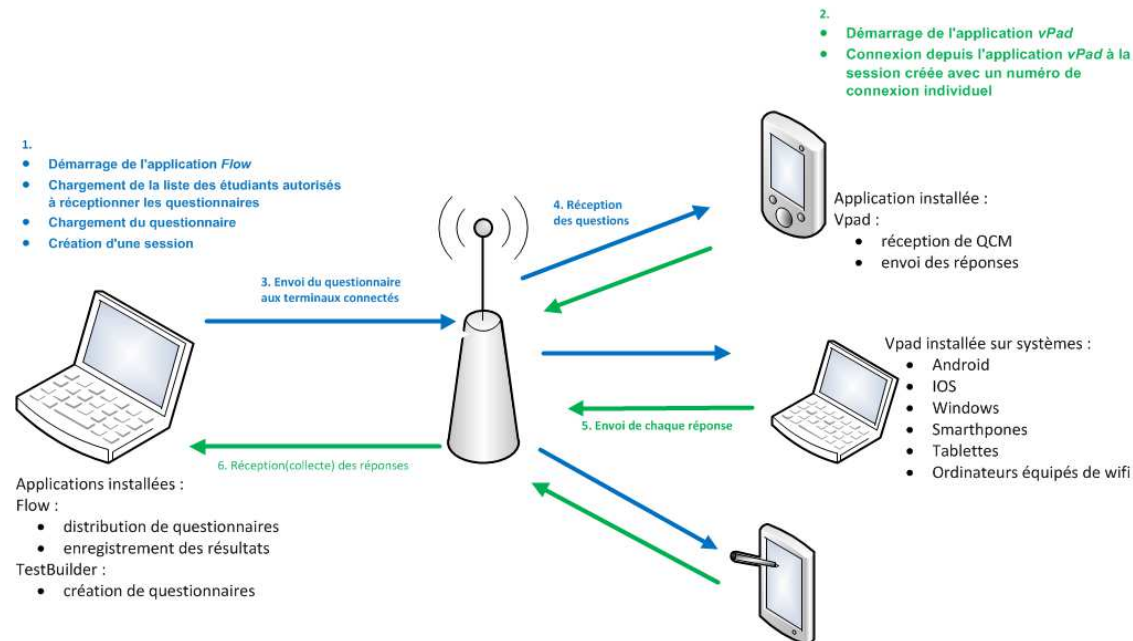 2.
• Démarrage de l'application vPad
• Connexion depuis l'application vPad à la
session créée avec un numéro de
connexion individuel
1.
• Démarrage de l'application Flow
• Chargement de la liste des étudiants autorisés
à réceptionner les questionnaires
• Chargement du questionnaire
• Création d'une session
4. Réception
des questions
Application installée :
Vpad :
• réception de QCM
• envoi des réponses
3. Envoi du questionnaire
aux terminaux connectés
Vpad installée sur systèmes :
• Android
• IOS
• Windows
• Smarthpones
• Tablettes
• Ordinateurs équipés de wifi
5. Envoi de chaque réponse
6. Réception(collecte) des réponses
Applications installées :
Flow :
• distribution de questionnaires
• enregistrement des résultats
TestBuilder :
• création de questionnaires